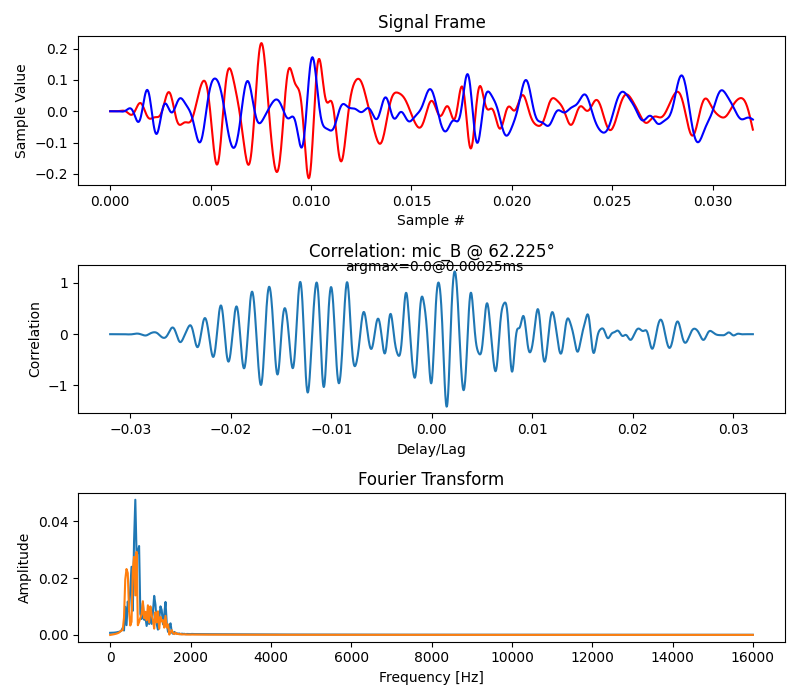 Signal Frame
Sample Value
0.2
0.1
0.0
−0.1
−0.2
0.000 0.005 0.010 0.015 0.020 0.025 0.030
Sample #
Correlation: mic_B @ 62.225°
argmax=0.0@0.00025ms
Correlation
1
0
−1
−0.03 −0.02 −0.01 0.00 0.01 0.02 0.03
Delay/Lag
Fourier Transform
Amplitude
0.04
0.02
0.00
0 2000 4000 6000 8000 10000 12000 14000 16000
Frequency [Hz]